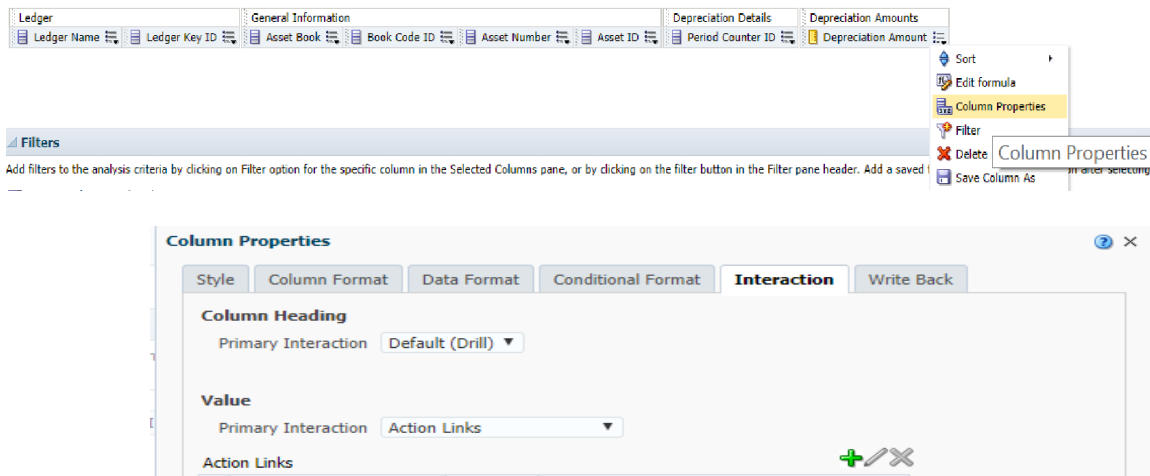 Ledger General Information Depreciation Details Depreciation Amounts
Ledger Name Ledger Key ID Asset Book Book Code ID Asset Number Asset ID Period Counter ID Depreciation Amount
Sort
Edit formula
Column Properties
Filter
Delete Column Properties
Save Column As
Filters
Add filters to the analysis criteria by clicking on Filter option for the specific column in the Selected Columns pane, or by clicking on the filter button in the Filter pane header. Add a saved after selecting
Column Properties
Style Column Format Data Format Conditional Format Interaction Write Back
Column Heading
Primary Interaction Default (Drill)
Value
Primary Interaction Action Links
Action Links